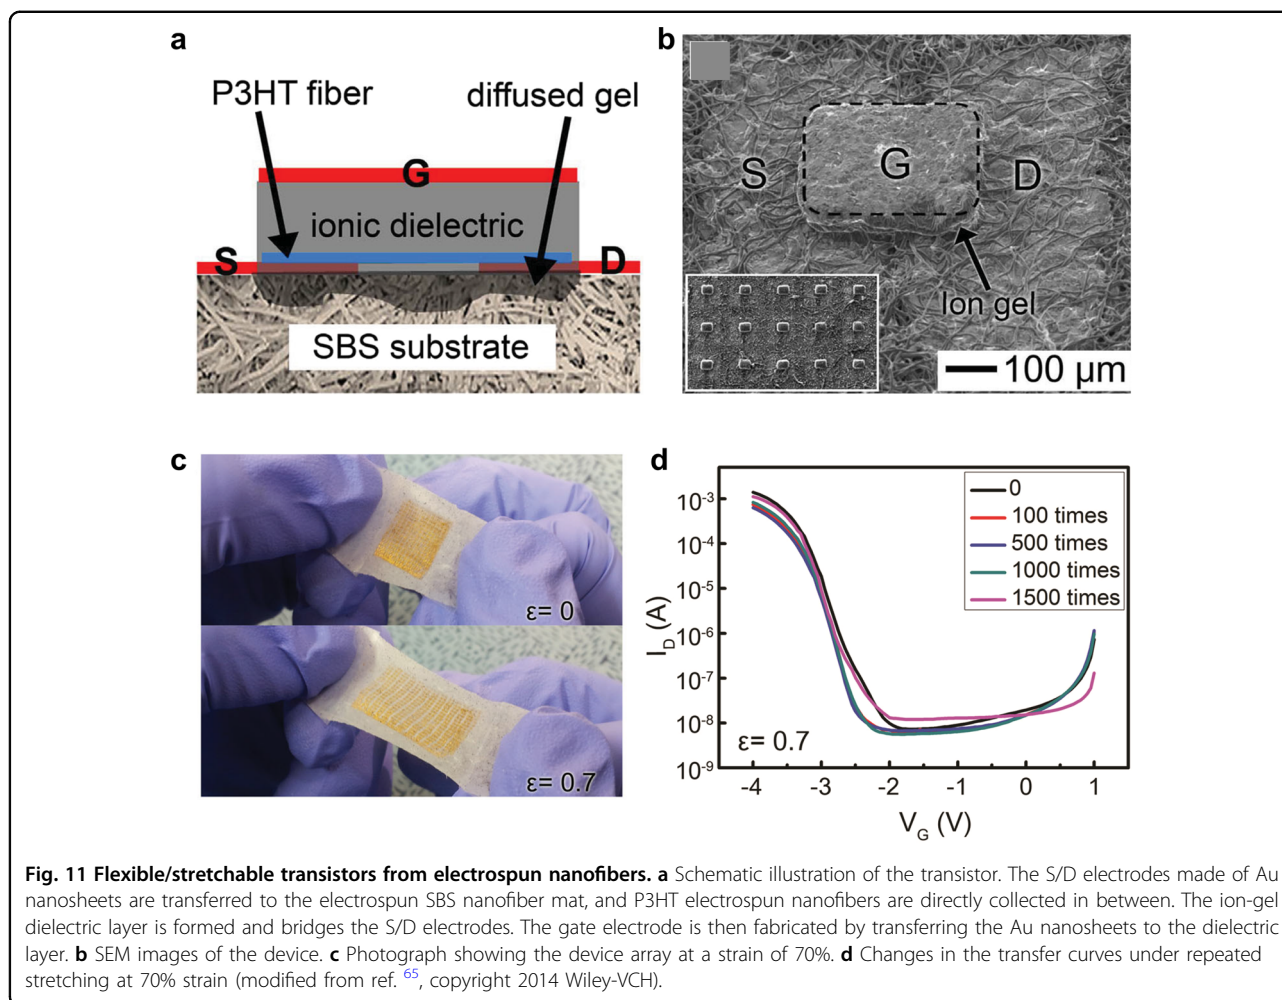 a
P3HT fiber
diffused gel
G
ionic dielectric
S
D
SBS substrate
b
S
G
D
Ion gel
100 μm
c
ε= 0
ε= 0.7
d
0
100 times
500 times
1000 times
1500 times
10⁻³
10⁻⁴
10⁻⁵
10⁻⁶
10⁻⁷
10⁻⁸
10⁻⁹
I_D (A)
ε= 0.7
-4 -3 -2 -1 0 1
V_G (V)
Fig. 11 Flexible/stretchable transistors from electrospun nanofibers. a Schematic illustration of the transistor. The S/D electrodes made of Au
nanosheets are transferred to the electrospun SBS nanofiber mat, and P3HT electrospun nanofibers are directly collected in between. The ion-gel
dielectric layer is formed and bridges the S/D electrodes. The gate electrode is then fabricated by transferring the Au nanosheets to the dielectric
layer. b SEM images of the device. c Photograph showing the device array at a strain of 70%. d Changes in the transfer curves under repeated
stretching at 70% strain (modified from ref. ⁶⁵, copyright 2014 Wiley-VCH).